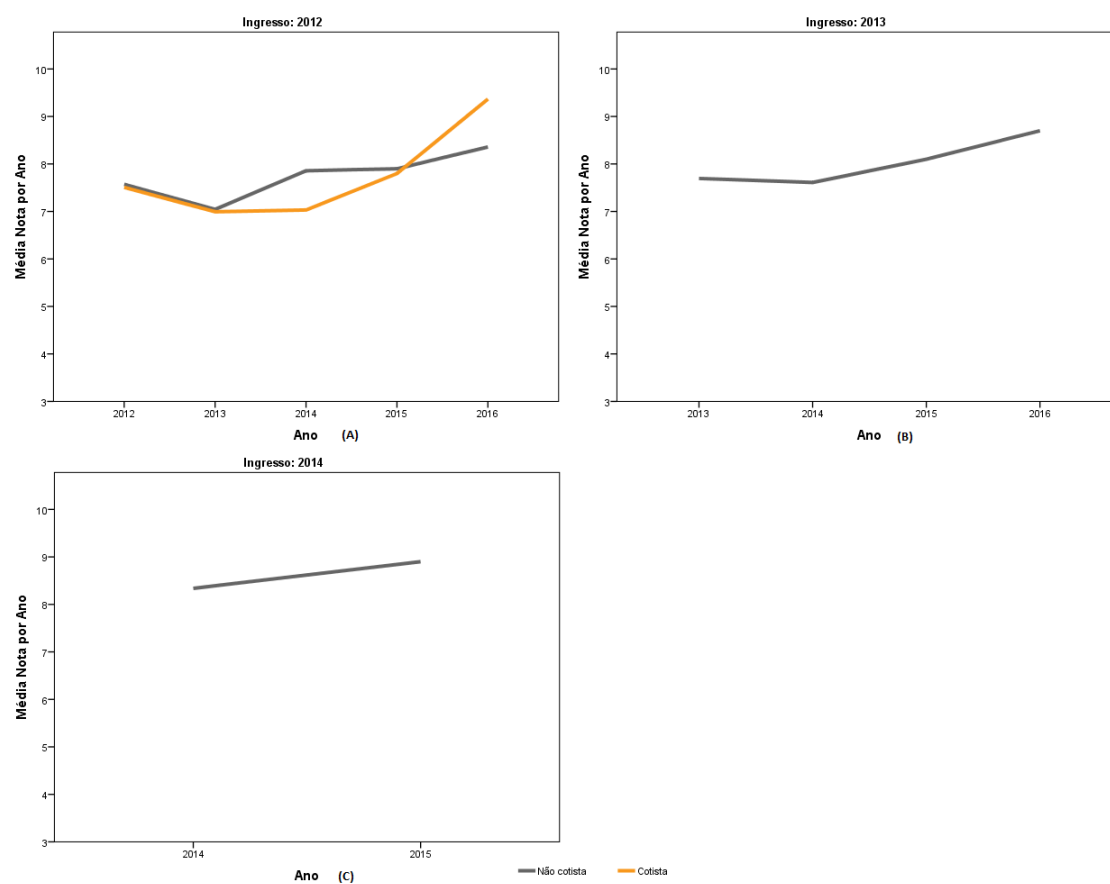 Ingresso: 2012
Média Nota por Ano
10
9
8
7
6
5
4
3
2012 2013 2014 2015 2016
Ano (A)
Ingresso: 2013
Média Nota por Ano
10
9
8
7
6
5
4
3
2013 2014 2015 2016
Ano (B)
Ingresso: 2014
Média Nota por Ano
10
9
8
7
6
5
4
3
2014 2015
Ano (C)
Não cotista Cotista